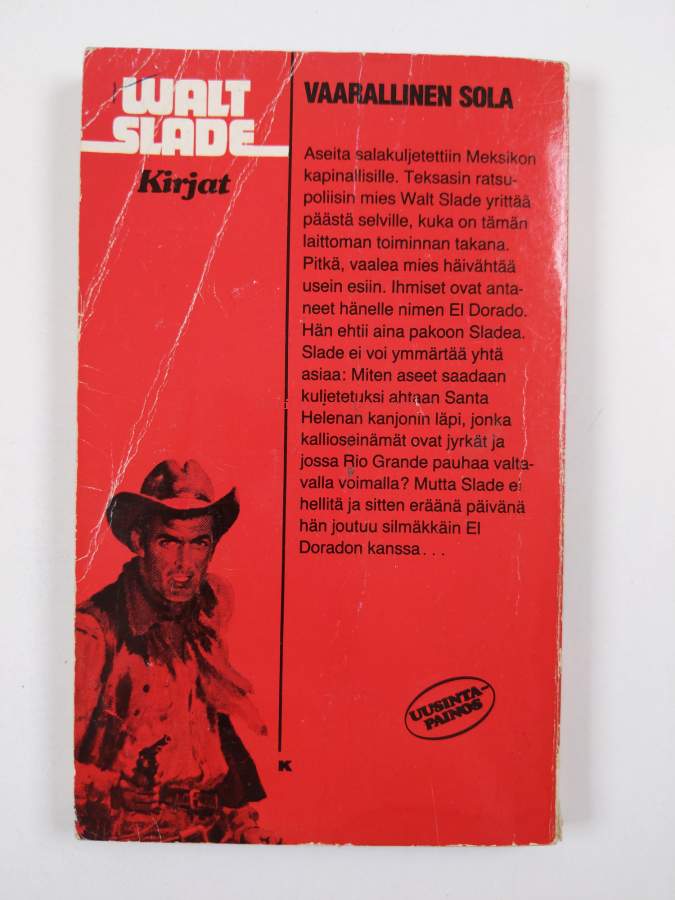 WALT
SLADE
Kirjat
VAARALLINEN SOLA
Aseita salakuljetettiin Meksikon
kapinallisille. Teksasin ratsu-
poliisin mies Walt Slade yrittää
päästä selville, kuka on tämän
laittoman toiminnan takana.
Pitkä, vaalea mies häivähtää
usein esiin. Ihmiset ovat anta-
neet hänelle nimen El Dorado.
Hän ehtii aina pakoon Sladea.
Slade ei voi ymmärtää yhtä
asiaa: Miten aseet saadaan
kuljetetuksi ahtaan Santa
Helenan kanjonin läpi, jonka
kallioseinämät ovat jyrkät ja
jossa Rio Grande pauhaa valta-
valla voimalla? Mutta Slade ei
hellitä ja sitten eräänä päivänä
hän joutuu silmäkkäin El
Doradon kanssa...
UUSINTA-
PAINOS
K